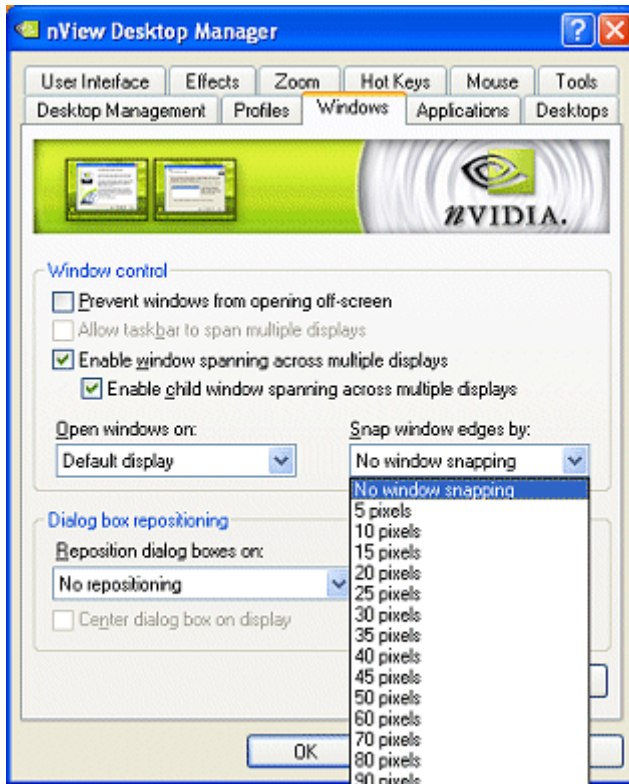 nView Desktop Manager
User Interface Effects Zoom Hot Keys Mouse Tools
Desktop Management Profiles Windows Applications Desktops
nVIDIA.
Window control
Prevent windows from opening off-screen
Allow taskbar to span multiple displays
Enable window spanning across multiple displays
Enable child window spanning across multiple displays
Open windows on: Snap window edges by:
Default display No window snapping
No window snapping
5 pixels
10 pixels
15 pixels
20 pixels
25 pixels
30 pixels
35 pixels
40 pixels
45 pixels
50 pixels
60 pixels
70 pixels
80 pixels
90 pixels
Dialog box repositioning
Reposition dialog boxes on:
No repositioning
Center dialog box on display
OK